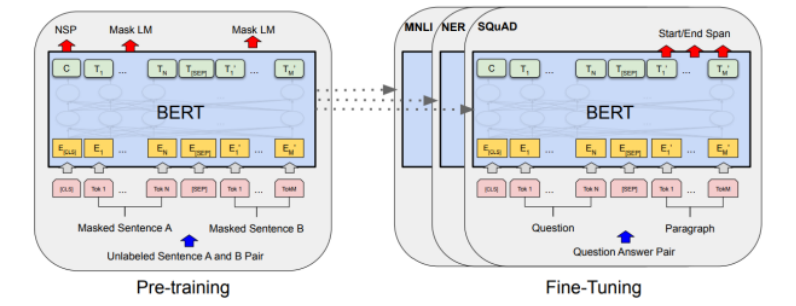 NSP Mask LM Mask LM
C T1 ... TN T[SEP] T1' ... TM'
BERT
E[CLS] E1 ... EN E[SEP] E1' ... EM'
[CLS] Tok 1 ... Tok N [SEP] Tok 1 ... TokM
Masked Sentence A Masked Sentence B
Unlabeled Sentence A and B Pair
Pre-training
MNLI NER SQuAD
Start/End Span
C T1 ... TN T[SEP] T1' ... TM'
BERT
E[CLS] E1 ... EN E[SEP] E1' ... EM'
[CLS] Tok 1 ... Tok N [SEP] Tok 1 ... TokM
Question Paragraph
Question Answer Pair
Fine-Tuning